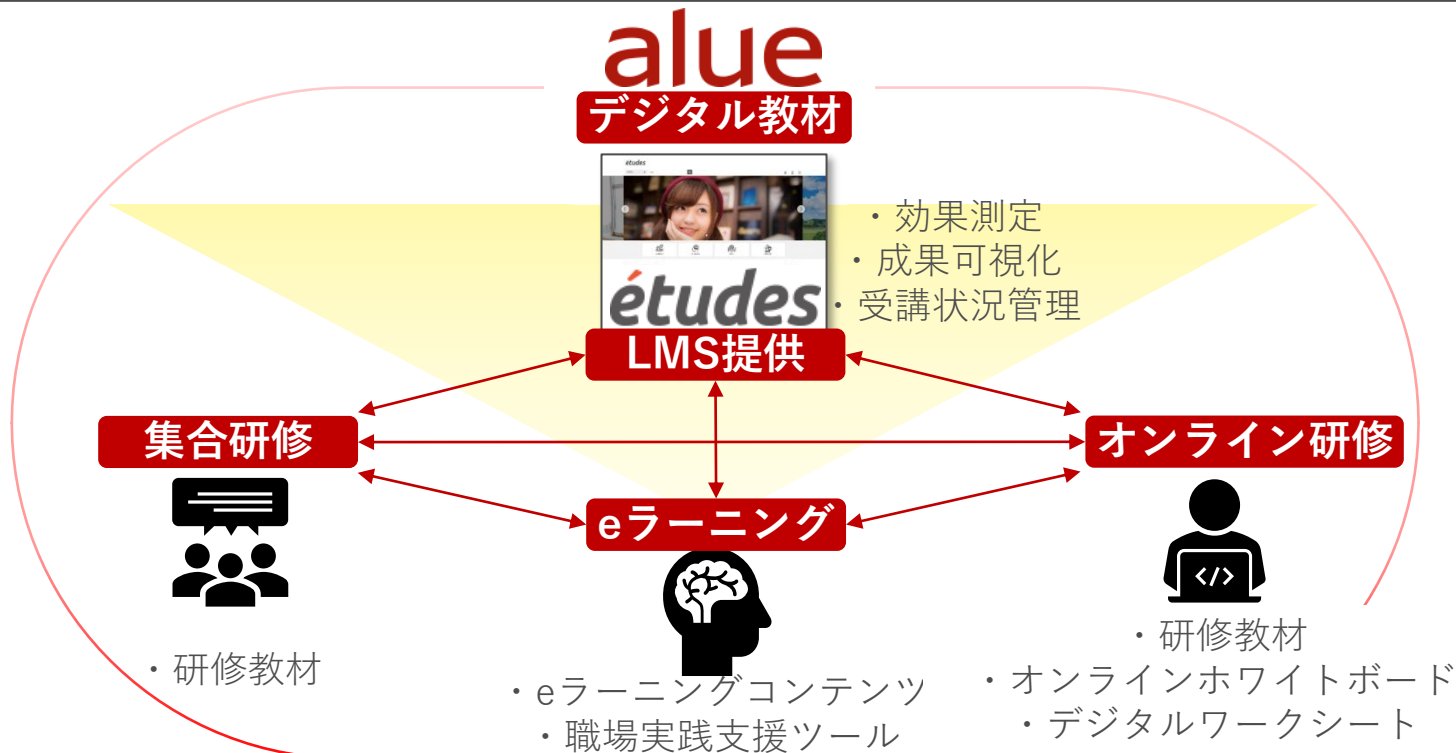 alue
デジタル教材
études
études
・効果測定
・成果可視化
・受講状況管理
LMS提供
集合研修
オンライン研修
eラーニング
</>
・研修教材
・eラーニングコンテンツ
・職場実践支援ツール
・研修教材
・オンラインホワイトボード
・デジタルワークシート